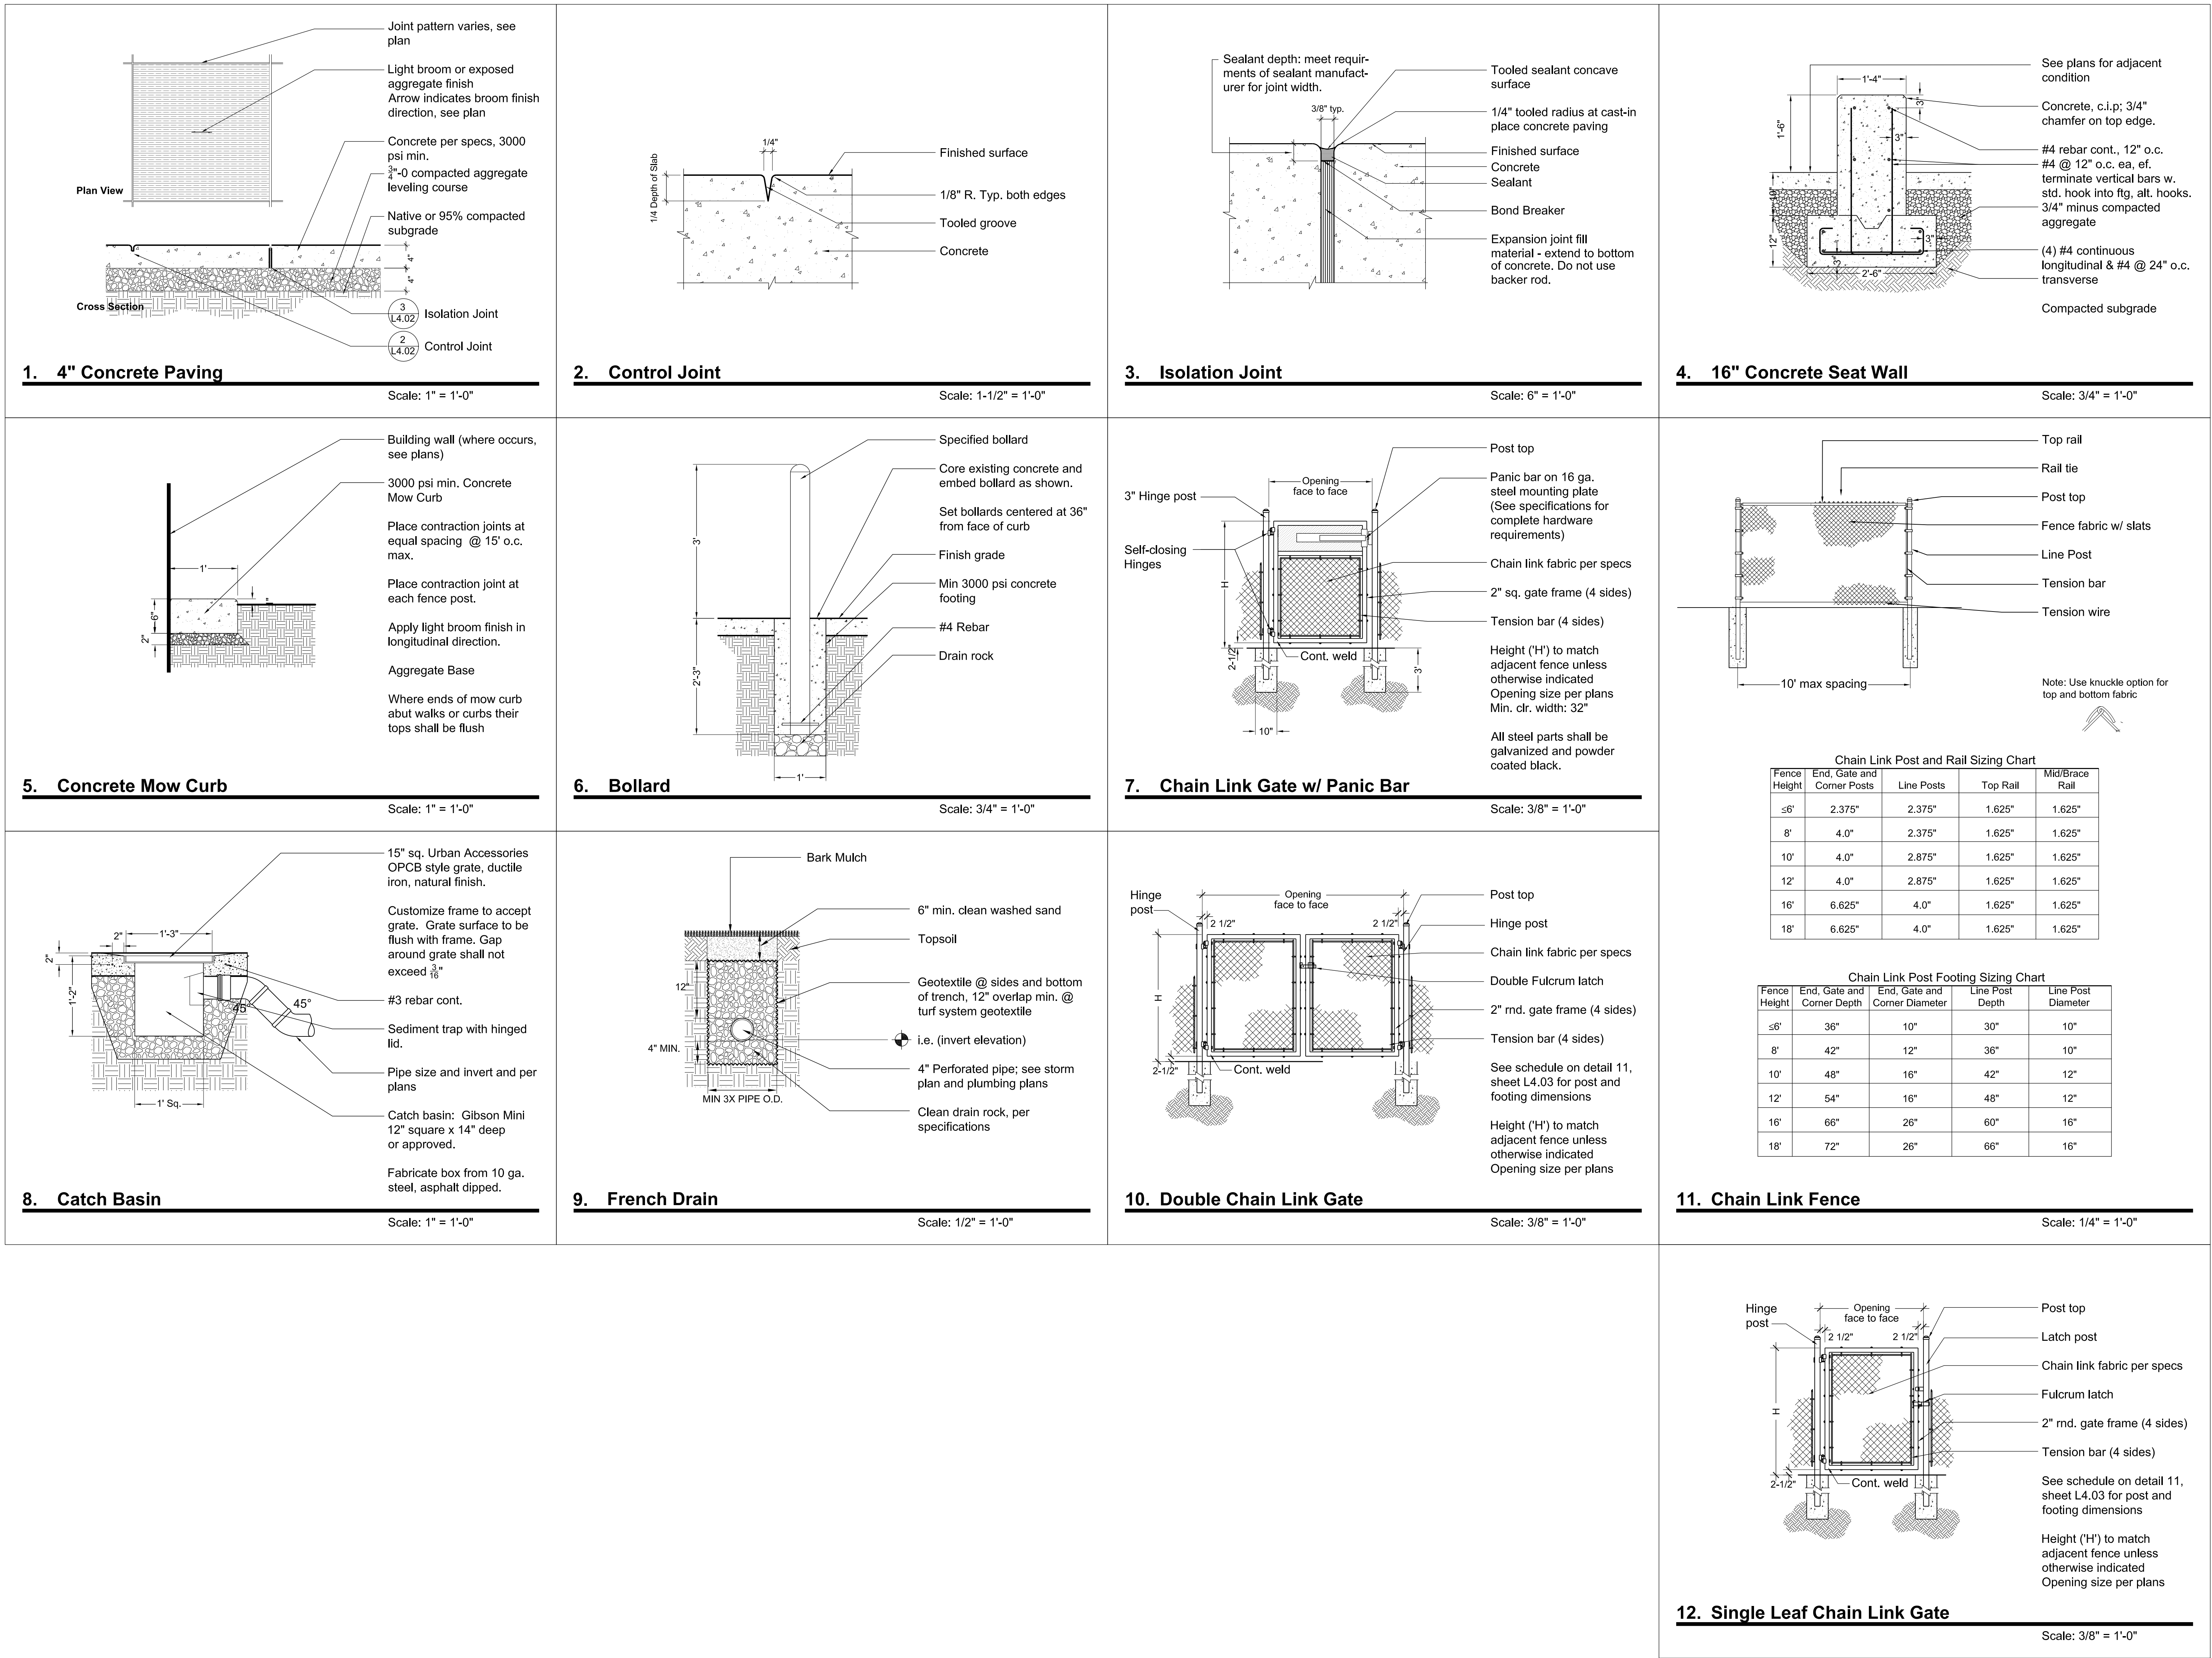 Joint pattern varies, see
plan
Light broom or exposed
aggregate finish
Arrow indicates broom finish
direction, see plan
Concrete per specs, 3000
psi min.
3/4"-0 compacted aggregate
leveling course
Native or 95% compacted
subgrade
Plan View
Cross Section
4"
4"
3
L4.02
Isolation Joint
2
L4.02
Control Joint
1. 4" Concrete Paving
Scale: 1" = 1'-0"
1/4"
1/4 Depth of Slab
Finished surface
1/8" R. Typ. both edges
Tooled groove
Concrete
2. Control Joint
Scale: 1-1/2" = 1'-0"
Sealant depth: meet requir-
ments of sealant manufact-
urer for joint width.
3/8" typ.
Tooled sealant concave
surface
1/4" tooled radius at cast-in
place concrete paving
Finished surface
Concrete
Sealant
Bond Breaker
Expansion joint fill
material - extend to bottom
of concrete. Do not use
backer rod.
3. Isolation Joint
Scale: 6" = 1'-0"
1'-4"
3"
1'-6"
3"
10"
12"
3"
3"
2'-6"
See plans for adjacent
condition
Concrete, c.i.p; 3/4"
chamfer on top edge.
#4 rebar cont., 12" o.c.
#4 @ 12" o.c. ea, ef.
terminate vertical bars w.
std. hook into ftg, alt. hooks.
3/4" minus compacted
aggregate
(4) #4 continuous
longitudinal & #4 @ 24" o.c.
transverse
Compacted subgrade
4. 16" Concrete Seat Wall
Scale: 3/4" = 1'-0"
Building wall (where occurs,
see plans)
3000 psi min. Concrete
Mow Curb
Place contraction joints at
equal spacing @ 15' o.c.
max.
Place contraction joint at
each fence post.
Apply light broom finish in
longitudinal direction.
Aggregate Base
Where ends of mow curb
abut walks or curbs their
tops shall be flush
1'
6"
2"
5. Concrete Mow Curb
Scale: 1" = 1'-0"
Specified bollard
Core existing concrete and
embed bollard as shown.
Set bollards centered at 36"
from face of curb
Finish grade
Min 3000 psi concrete
footing
#4 Rebar
Drain rock
3'
2'-3"
1'
6. Bollard
Scale: 3/4" = 1'-0"
3" Hinge post
Self-closing
Hinges
Opening
face to face
H
2-1/2"
Cont. weld
3'
10"
Post top
Panic bar on 16 ga.
steel mounting plate
(See specifications for
complete hardware
requirements)
Chain link fabric per specs
2" sq. gate frame (4 sides)
Tension bar (4 sides)
Height ('H') to match
adjacent fence unless
otherwise indicated
Opening size per plans
Min. clr. width: 32"
All steel parts shall be
galvanized and powder
coated black.
7. Chain Link Gate w/ Panic Bar
Scale: 3/8" = 1'-0"
Top rail
Rail tie
Post top
Fence fabric w/ slats
Line Post
Tension bar
Tension wire
10' max spacing
Note: Use knuckle option for
top and bottom fabric
Chain Link Post and Rail Sizing Chart
Fence Height | End, Gate and Corner Posts | Line Posts | Top Rail | Mid/Brace Rail
≤6' 2.375" 2.375" 1.625" 1.625"
8' 4.0" 2.375" 1.625" 1.625"
10' 4.0" 2.875" 1.625" 1.625"
12' 4.0" 2.875" 1.625" 1.625"
16' 6.625" 4.0" 1.625" 1.625"
18' 6.625" 4.0" 1.625" 1.625"
Chain Link Post Footing Sizing Chart
Fence Height | End, Gate and Corner Depth | End, Gate and Corner Diameter | Line Post Depth | Line Post Diameter
≤6' 36" 10" 30" 10"
8' 42" 12" 36" 10"
10' 48" 16" 42" 12"
12' 54" 16" 48" 12"
16' 66" 26" 60" 16"
18' 72" 26" 66" 16"
11. Chain Link Fence
Scale: 1/4" = 1'-0"
15" sq. Urban Accessories
OPCB style grate, ductile
iron, natural finish.
Customize frame to accept
grate. Grate surface to be
flush with frame. Gap
around grate shall not
exceed 3/16"
#3 rebar cont.
Sediment trap with hinged
lid.
Pipe size and invert and per
plans
Catch basin: Gibson Mini
12" square x 14" deep
or approved.
Fabricate box from 10 ga.
steel, asphalt dipped.
2"
1'-3"
2"
1'-2"
45°
45°
1' Sq.
8. Catch Basin
Scale: 1" = 1'-0"
Bark Mulch
6" min. clean washed sand
Topsoil
Geotextile @ sides and bottom
of trench, 12" overlap min. @
turf system geotextile
i.e. (invert elevation)
4" Perforated pipe; see storm
plan and plumbing plans
Clean drain rock, per
specifications
12"
4" MIN.
MIN 3X PIPE O.D.
9. French Drain
Scale: 1/2" = 1'-0"
Hinge
post
Opening
face to face
2 1/2"
2 1/2"
H
2-1/2"
Cont. weld
Post top
Hinge post
Chain link fabric per specs
Double Fulcrum latch
2" rnd. gate frame (4 sides)
Tension bar (4 sides)
See schedule on detail 11,
sheet L4.03 for post and
footing dimensions
Height ('H') to match
adjacent fence unless
otherwise indicated
Opening size per plans
10. Double Chain Link Gate
Scale: 3/8" = 1'-0"
Hinge
post
Opening
face to face
2 1/2"
2 1/2"
H
2-1/2"
Cont. weld
Post top
Latch post
Chain link fabric per specs
Fulcrum latch
2" rnd. gate frame (4 sides)
Tension bar (4 sides)
See schedule on detail 11,
sheet L4.03 for post and
footing dimensions
Height ('H') to match
adjacent fence unless
otherwise indicated
Opening size per plans
12. Single Leaf Chain Link Gate
Scale: 3/8" = 1'-0"